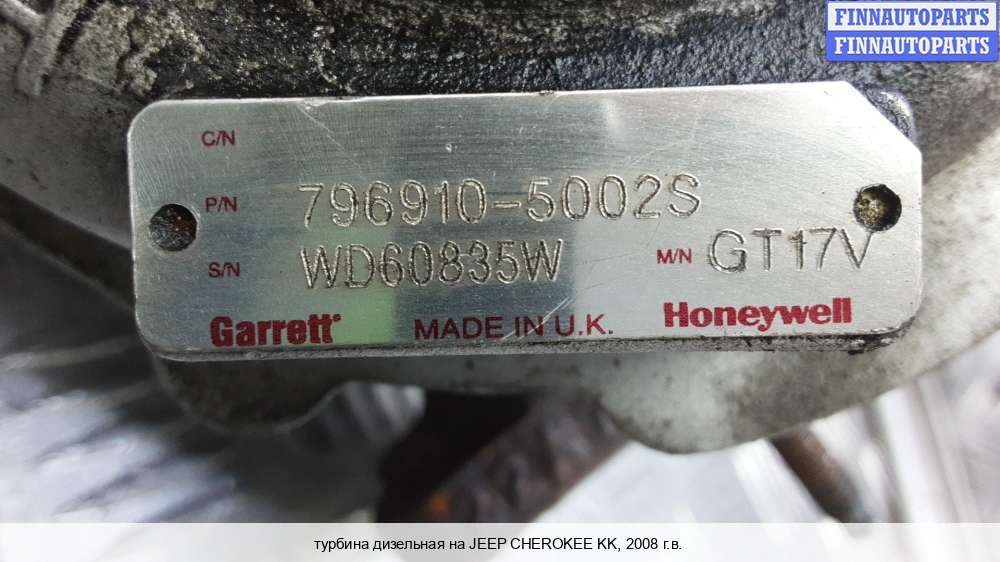 FINNAUTOPARTS
FINNAUTOPARTS
C/N
P/N 796910-5002S
S/N WD60835W M/N GT17V
Garrett MADE IN U.K. Honeywell
турбина дизельная на JEEP CHEROKEE KK, 2008 г.в.